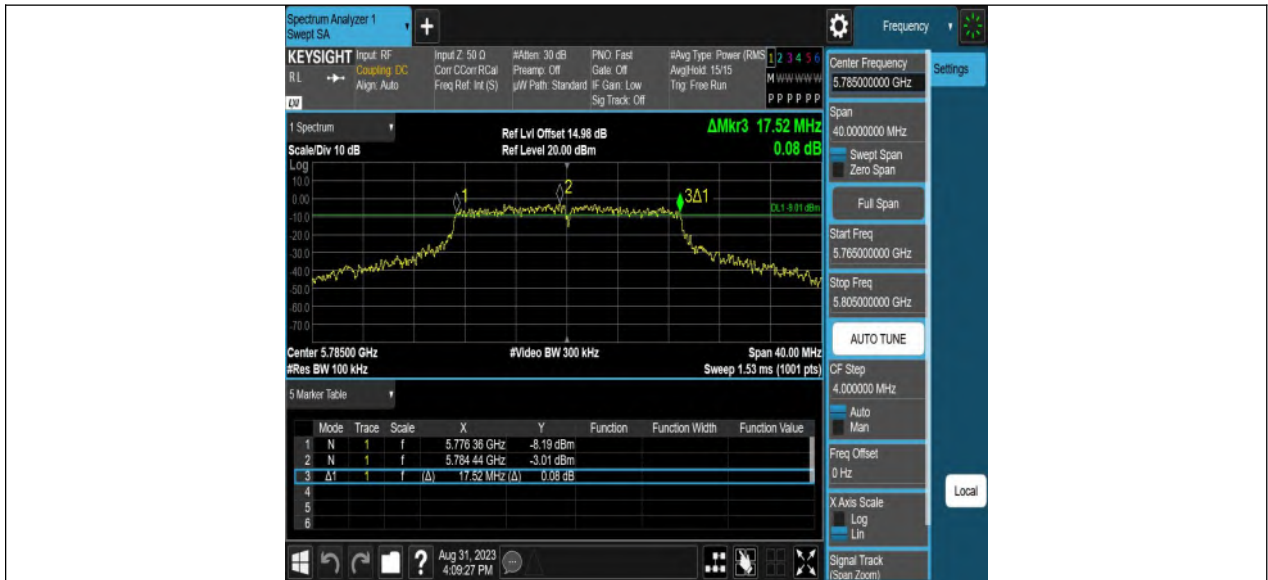 Spectrum Analyzer 1
Swept SA
+
Frequency
KEYSIGHT
RL
LXI
Input: RF
Coupling: DC
Align: Auto
Input Z: 50 Ω
Corr CCorr RCal
Freq Ref: Int (S)
#Atten: 30 dB
Preamp: Off
µW Path: Standard
PNO: Fast
Gate: Off
IF Gain: Low
Sig Track: Off
#Avg Type: Power (RMS
Avg|Hold: 15/15
Trig: Free Run
1 2 3 4 5 6
M W W W W W
P P P P P P
Center Frequency
5.785000000 GHz
Settings
1 Spectrum
Ref Lvl Offset 14.98 dB
ΔMkr3 17.52 MHz
Scale/Div 10 dB
Ref Level 20.00 dBm
0.08 dB
Log
10.0
0.00
-10.0
-20.0
-30.0
-40.0
-50.0
-60.0
-70.0
1
2
3Δ1
DL1 -9.01 dBm
Span
40.0000000 MHz
Swept Span
Zero Span
Full Span
Start Freq
5.765000000 GHz
Stop Freq
5.805000000 GHz
AUTO TUNE
Center 5.78500 GHz
#Video BW 300 kHz
Span 40.00 MHz
#Res BW 100 kHz
Sweep 1.53 ms (1001 pts)
CF Step
4.000000 MHz
Auto
Man
5 Marker Table
Mode Trace Scale X Y Function Function Width Function Value
1 N 1 f 5.776 36 GHz -8.19 dBm
2 N 1 f 5.784 44 GHz -3.01 dBm
3 Δ1 1 f (Δ) 17.52 MHz (Δ) 0.08 dB
4
5
6
Freq Offset
0 Hz
X Axis Scale
Log
Lin
Local
Signal Track
(Span Zoom)
?
Aug 31, 2023
4:09:27 PM